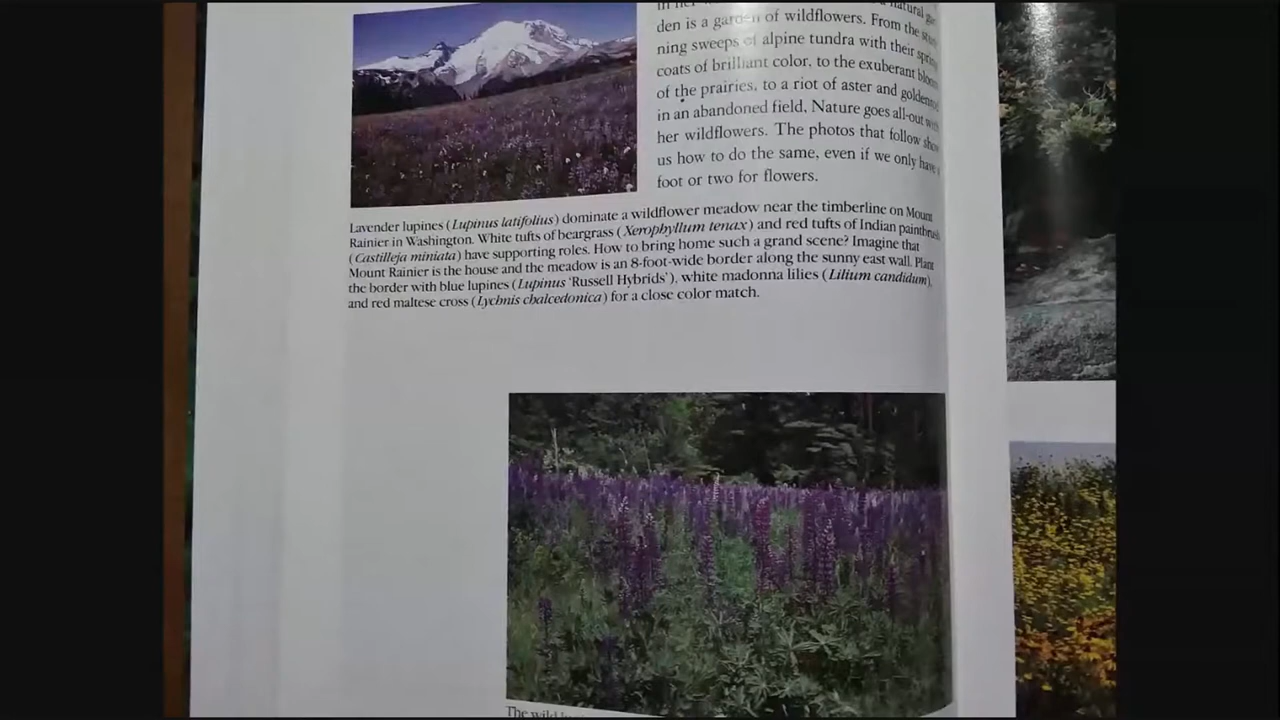 den is a garden of wildflowers. From the
ning sweeps of alpine tundra with their spring
coats of brilliant color, to the exuberant
of the prairies, to a riot of aster and
in an abandoned field, Nature goes all-out with
her wildflowers. The photos that follow show
us how to do the same, even if we only have
foot or two for flowers.
Lavender lupines (Lupinus latifolius) dominate a wildflower meadow near the timberline on Mount
Rainier in Washington. White tufts of beargrass (Xerophyllum tenax) and red tufts of Indian paintbrush
(Castilleja miniata) have supporting roles. How to bring home such a grand scene? Imagine that
Mount Rainier is the house and the meadow is an 8-foot-wide border along the sunny east wall. Plant
the border with blue lupines (Lupinus 'Russell Hybrids'), white madonna lilies (Lilium candidum),
and red maltese cross (Lychnis chalcedonica) for a close color match.
The wild